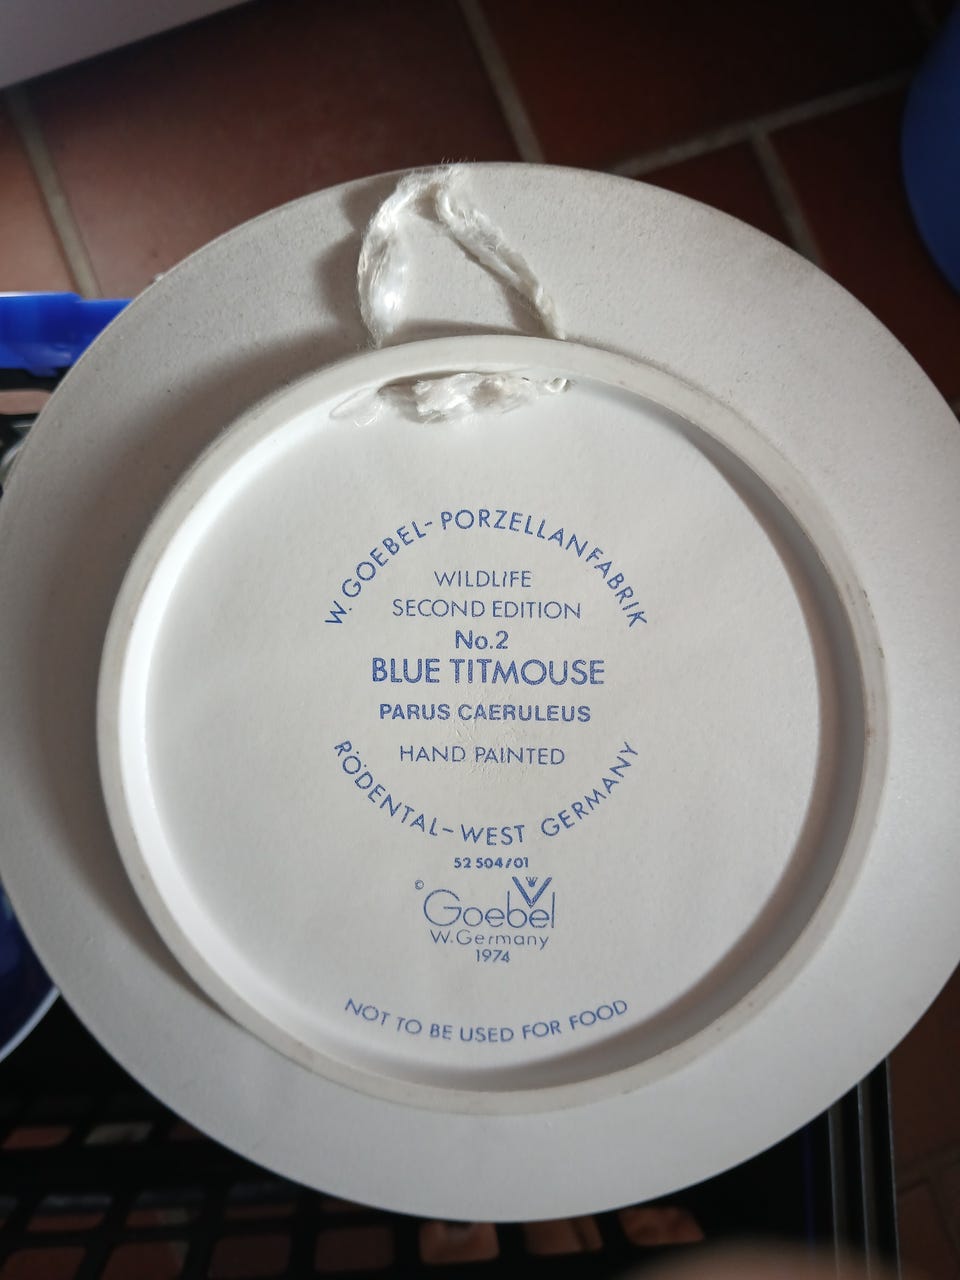 W. GOEBEL-PORZELLANFABRIK
WILDLIFE
SECOND EDITION
No.2
BLUE TITMOUSE
PARUS CAERULEUS
HAND PAINTED
RÖDENTAL-WEST GERMANY
52 504/01
© Goebel
W.Germany
1974
NOT TO BE USED FOR FOOD